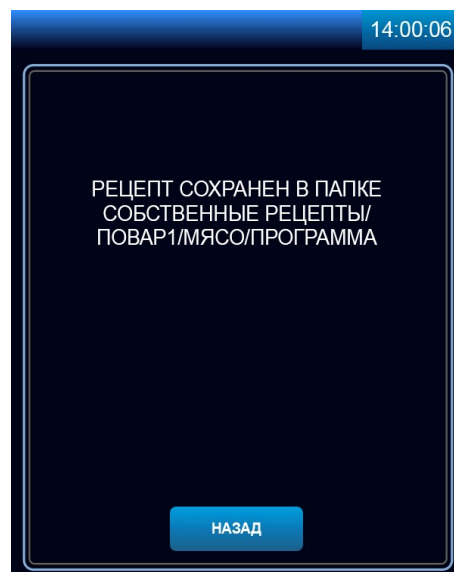 14:00:06
РЕЦЕПТ СОХРАНЕН В ПАПКЕ
СОБСТВЕННЫЕ РЕЦЕПТЫ/
ПОВАР1/МЯСО/ПРОГРАММА
НАЗАД